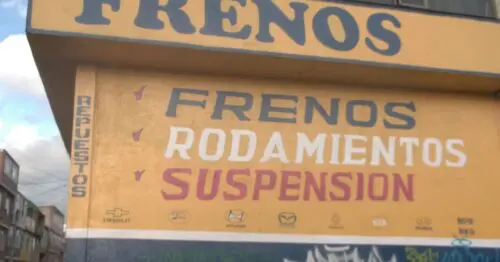 FRENOS
REPUESTOS
FRENOS
RODAMIENTOS
SUSPENSION
CHEVROLET